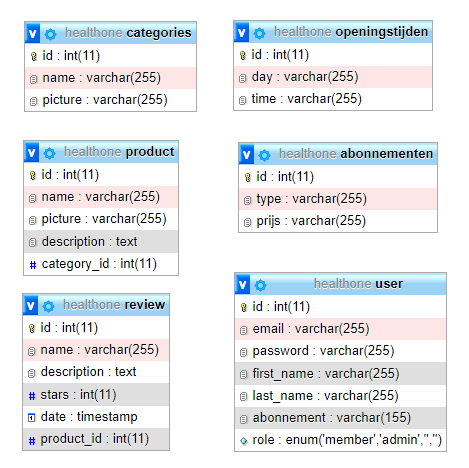 healthone categories
id : int(11)
name : varchar(255)
picture : varchar(255)
healthone openingstijden
id : int(11)
day : varchar(255)
time : varchar(255)
healthone product
id : int(11)
name : varchar(255)
picture : varchar(255)
description : text
category_id : int(11)
healthone abonnementen
id : int(11)
type : varchar(255)
prijs : varchar(255)
healthone review
id : int(11)
name : varchar(255)
description : text
stars : int(11)
date : timestamp
product_id : int(11)
healthone user
id : int(11)
email : varchar(255)
password : varchar(255)
first_name : varchar(255)
last_name : varchar(255)
abonnement : varchar(155)
role : enum('member','admin','','')